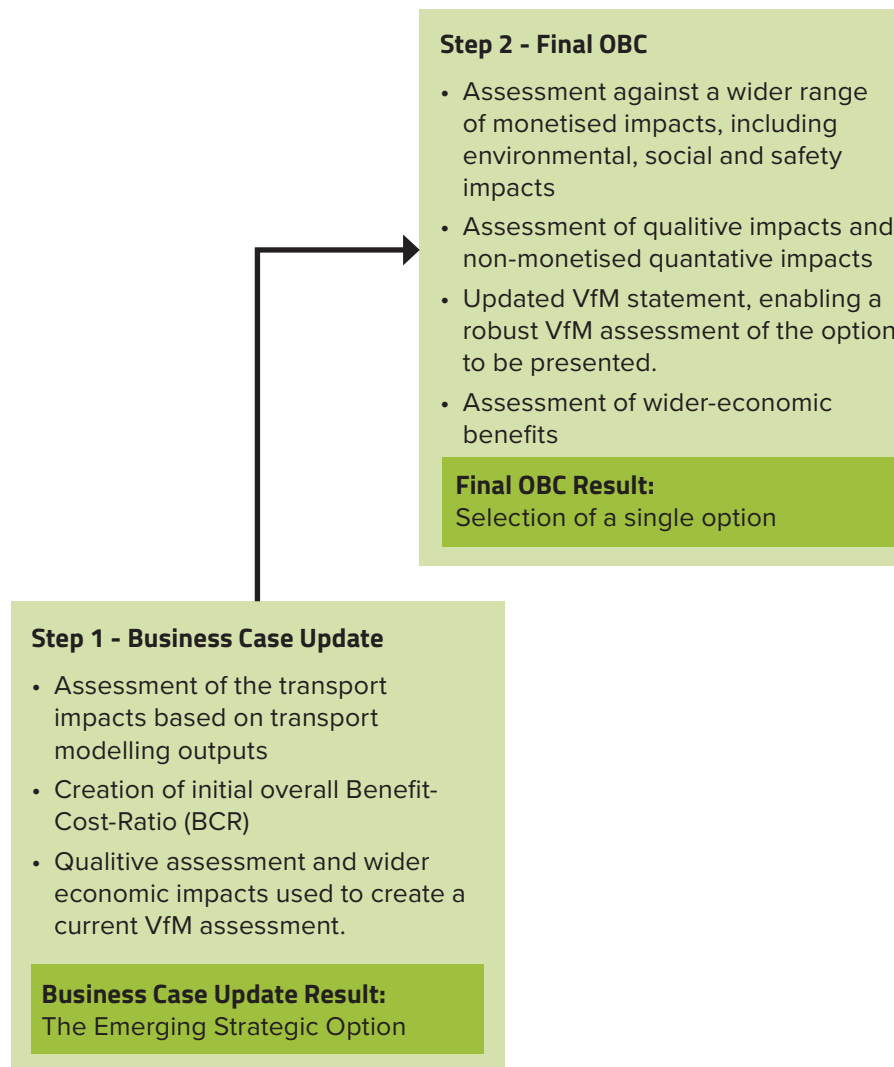 Step 2 - Final OBC
• Assessment against a wider range
of monetised impacts, including
environmental, social and safety
impacts
• Assessment of qualitive impacts and
non-monetised quantative impacts
• Updated VfM statement, enabling a
robust VfM assessment of the option
to be presented.
• Assessment of wider-economic
benefits
Final OBC Result:
Selection of a single option
Step 1 - Business Case Update
• Assessment of the transport
impacts based on transport
modelling outputs
• Creation of initial overall Benefit-
Cost-Ratio (BCR)
• Qualitive assessment and wider
economic impacts used to create a
current VfM assessment.
Business Case Update Result:
The Emerging Strategic Option